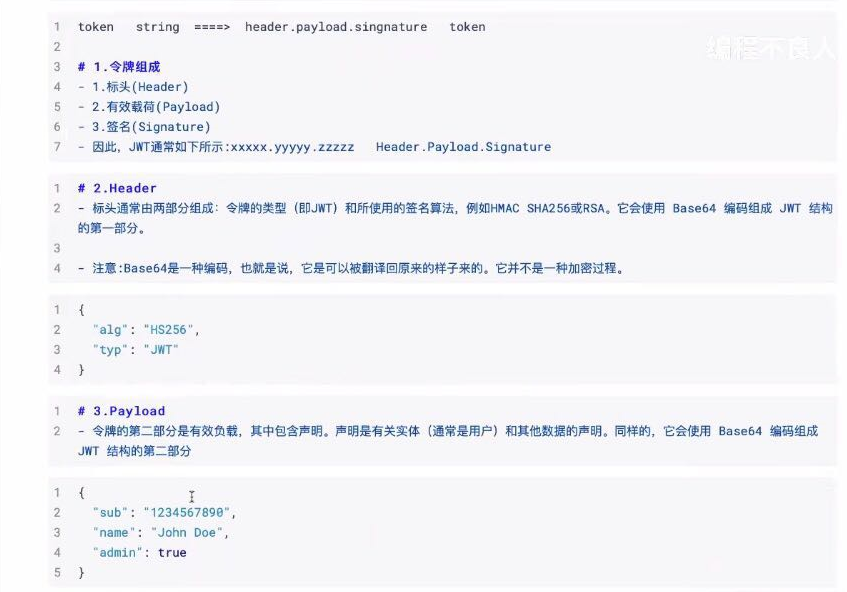 1 token string ====> header.payload.singnature token
编程不良人
2
3 # 1.令牌组成
4 - 1.标头(Header)
5 - 2.有效载荷(Payload)
6 - 3.签名(Signature)
7 - 因此, JWT通常如下所示:xxxxx.yyyyy.zzzzz Header.Payload.Signature
1 # 2.Header
2 - 标头通常由两部分组成: 令牌的类型 (即JWT) 和所使用的签名算法, 例如HMAC SHA256或RSA。它会使用 Base64 编码组成 JWT 结构
的第一部分。
3
4 - 注意:Base64是一种编码, 也就是说, 它是可以被翻译回原来的样子来的。它并不是一种加密过程。
1 {
2 "alg": "HS256",
3 "typ": "JWT"
4 }
1 # 3.Payload
2 - 令牌的第二部分是有效负载, 其中包含声明。声明是有关实体 (通常是用户) 和其他数据的声明。同样的, 它会使用 Base64 编码组成
JWT 结构的第二部分
1 {
2 "sub": "1234567890",
3 "name": "John Doe",
4 "admin": true
5 }